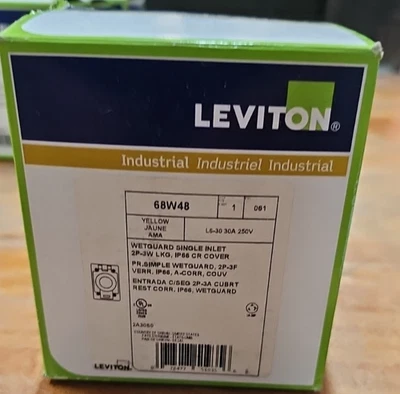 LEVITON®
Industrial Industriel Industrial
68W48 1 061
YELLOW
JAUNE
AMA
L6-30 30A 250V
WETGUARD SINGLE INLET
2P-3W LKG, IP66 CR COVER
PR.SIMPLE WETGUARD, 2P-3F
VERR, IP66, A-CORR, COUV
ENTRADA C/SEG 2P-3A CUBRT
REST CORR, IP66, WETGUARD
LEVITON